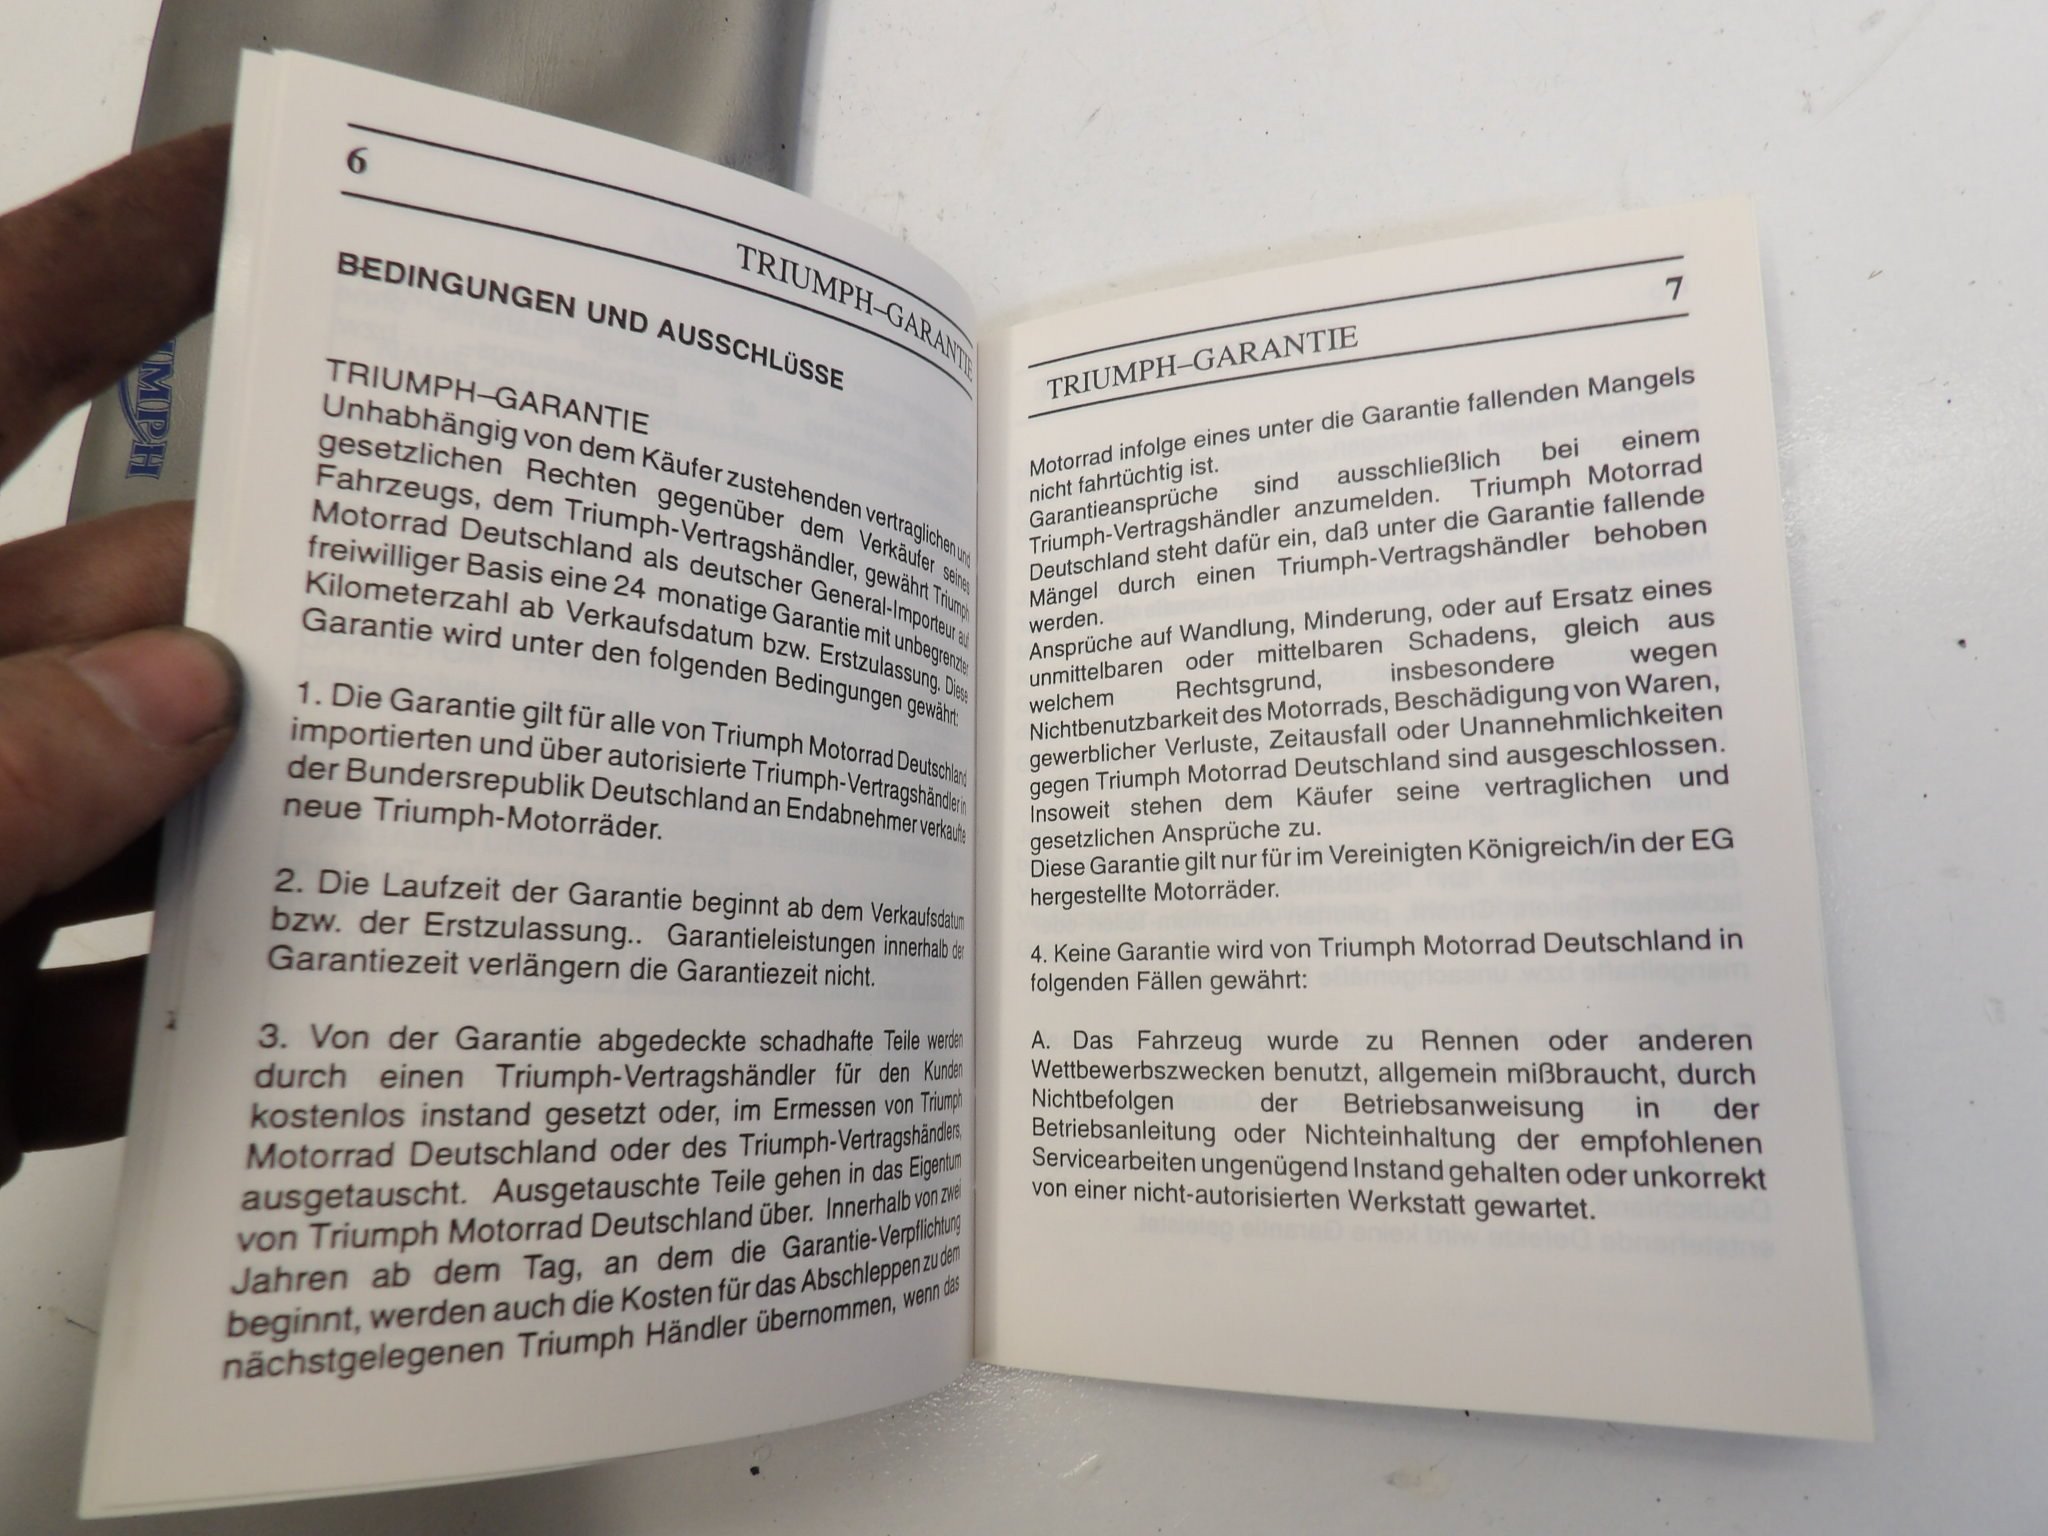 6
TRIUMPH–GARANTIE
BEDINGUNGEN UND AUSSCHLÜSSE
TRIUMPH–GARANTIE
Unhabhängig von dem Käufer zustehenden vertraglichen und
gesetzlichen Rechten gegenüber dem Verkäufer seines
Fahrzeugs, dem Triumph-Vertragshändler, gewährt Triumph
Motorrad Deutschland als deutscher General-Importeur auf
freiwilliger Basis eine 24 monatige Garantie mit unbegrenzter
Kilometerzahl ab Verkaufsdatum bzw. Erstzulassung. Diese
Garantie wird unter den folgenden Bedingungen gewährt:
1. Die Garantie gilt für alle von Triumph Motorrad Deutschland
importierten und über autorisierte Triumph-Vertragshändler in
der Bundersrepublik Deutschland an Endabnehmer verkaufte
neue Triumph-Motorräder.
2. Die Laufzeit der Garantie beginnt ab dem Verkaufsdatum
bzw. der Erstzulassung.. Garantieleistungen innerhalb der
Garantiezeit verlängern die Garantiezeit nicht.
3. Von der Garantie abgedeckte schadhafte Teile werden
durch einen Triumph-Vertragshändler für den Kunden
kostenlos instand gesetzt oder, im Ermessen von Triumph
Motorrad Deutschland oder des Triumph-Vertragshändlers,
ausgetauscht. Ausgetauschte Teile gehen in das Eigentum
von Triumph Motorrad Deutschland über. Innerhalb von zwei
Jahren ab dem Tag, an dem die Garantie-Verpflichtung
beginnt, werden auch die Kosten für das Abschleppen zu dem
nächstgelegenen Triumph Händler übernommen, wenn das
7
TRIUMPH–GARANTIE
Motorrad infolge eines unter die Garantie fallenden Mangels
nicht fahrtüchtig ist.
Garantieansprüche sind ausschließlich bei einem
Triumph-Vertragshändler anzumelden. Triumph Motorrad
Deutschland steht dafür ein, daß unter die Garantie fallende
Mängel durch einen Triumph-Vertragshändler behoben
werden.
Ansprüche auf Wandlung, Minderung, oder auf Ersatz eines
unmittelbaren oder mittelbaren Schadens, gleich aus
welchem Rechtsgrund, insbesondere wegen
Nichtbenutzbarkeit des Motorrads, Beschädigung von Waren,
gewerblicher Verluste, Zeitausfall oder Unannehmlichkeiten
gegen Triumph Motorrad Deutschland sind ausgeschlossen.
Insoweit stehen dem Käufer seine vertraglichen und
gesetzlichen Ansprüche zu.
Diese Garantie gilt nur für im Vereinigten Königreich/in der EG
hergestellte Motorräder.
4. Keine Garantie wird von Triumph Motorrad Deutschland in
folgenden Fällen gewährt:
A. Das Fahrzeug wurde zu Rennen oder anderen
Wettbewerbszwecken benutzt, allgemein mißbraucht, durch
Nichtbefolgen der Betriebsanweisung in der
Betriebsanleitung oder Nichteinhaltung der empfohlenen
Servicearbeiten ungenügend Instand gehalten oder unkorrekt
von einer nicht-autorisierten Werkstatt gewartet.